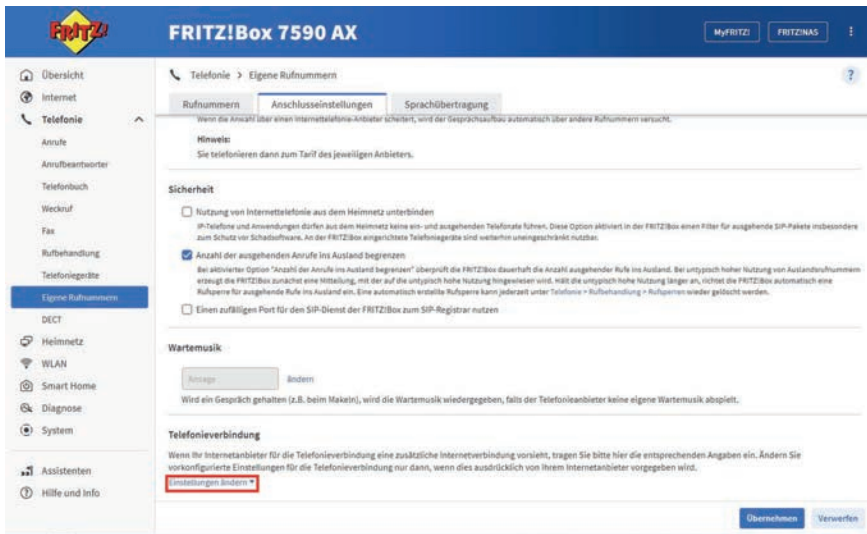 FRITZ!
FRITZ!Box 7590 AX
MyFRITZ!
FRITZ!NAS
Übersicht
Internet
Telefonie
Anrufe
Anrufbeantworter
Telefonbuch
Weckruf
Fax
Rufbehandlung
Telefoniegeräte
Eigene Rufnummern
DECT
Heimnetz
WLAN
Smart Home
Diagnose
System
Assistenten
Hilfe und Info
Telefonie > Eigene Rufnummern
?
Rufnummern
Anschlusseinstellungen
Sprachübertragung
Wenn die Anwahl über einen Internettelefonie-Anbieter scheitert, wird der Gesprächsaufbau automatisch über andere Rufnummern versucht.
Hinweis:
Sie telefonieren dann zum Tarif des jeweiligen Anbieters.
Sicherheit
Nutzung von Internettelefonie aus dem Heimnetz unterbinden
IP-Telefone und Anwendungen dürfen aus dem Heimnetz keine ein- und ausgehenden Telefonate führen. Diese Option aktiviert in der FRITZ!Box einen Filter für ausgehende SIP-Pakete insbesondere
zum Schutz vor Schadsoftware. An der FRITZ!Box eingerichtete Telefoniegeräte sind weiterhin uneingeschränkt nutzbar.
Anzahl der ausgehenden Anrufe ins Ausland begrenzen
Bei aktivierter Option "Anzahl der Anrufe ins Ausland begrenzen" überprüft die FRITZ!Box dauerhaft die Anzahl ausgehender Rufe ins Ausland. Bei untypisch hoher Nutzung von Auslandsrufnummern
erzeugt die FRITZ!Box zunächst eine Mitteilung, mit der auf die untypisch hohe Nutzung hingewiesen wird. Hält die untypisch hohe Nutzung länger an, richtet die FRITZ!Box automatisch eine
Rufsperre für ausgehende Rufe ins Ausland ein. Eine automatisch erstellte Rufsperre kann jederzeit unter Telefonie > Rufbehandlung > Rufsperren wieder gelöscht werden.
Einen zufälligen Port für den SIP-Dienst der FRITZ!Box zum SIP-Registrar nutzen
Wartemusik
Ansage
ändern
Wird ein Gespräch gehalten (z.B. beim Makeln), wird die Wartemusik wiedergegeben, falls der Telefonieanbieter keine eigene Wartemusik abspielt.
Telefonieverbindung
Wenn Ihr Internetanbieter für die Telefonieverbindung eine zusätzliche Internetverbindung vorsieht, tragen Sie bitte hier die entsprechenden Angaben ein. Ändern Sie
vorkonfigurierte Einstellungen für die Telefonieverbindung nur dann, wenn dies ausdrücklich von Ihrem Internetanbieter vorgegeben wird.
Einstellungen ändern
Übernehmen
Verwerfen